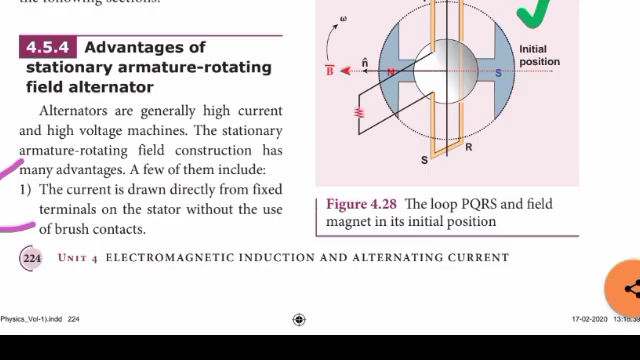 4.5.4 Advantages of
stationary armature-rotating
field alternator
Alternators are generally high current
and high voltage machines. The stationary
armature-rotating field construction has
many advantages. A few of them include:
1) The current is drawn directly from fixed
terminals on the stator without the use
of brush contacts.
ω
B
n̂
N
S
Initial
position
S
R
Figure 4.28 The loop PQRS and field
magnet in its initial position
224 UNIT 4 ELECTROMAGNETIC INDUCTION AND ALTERNATING CURRENT
Physics_Vol-1).indd 224
17-02-2020